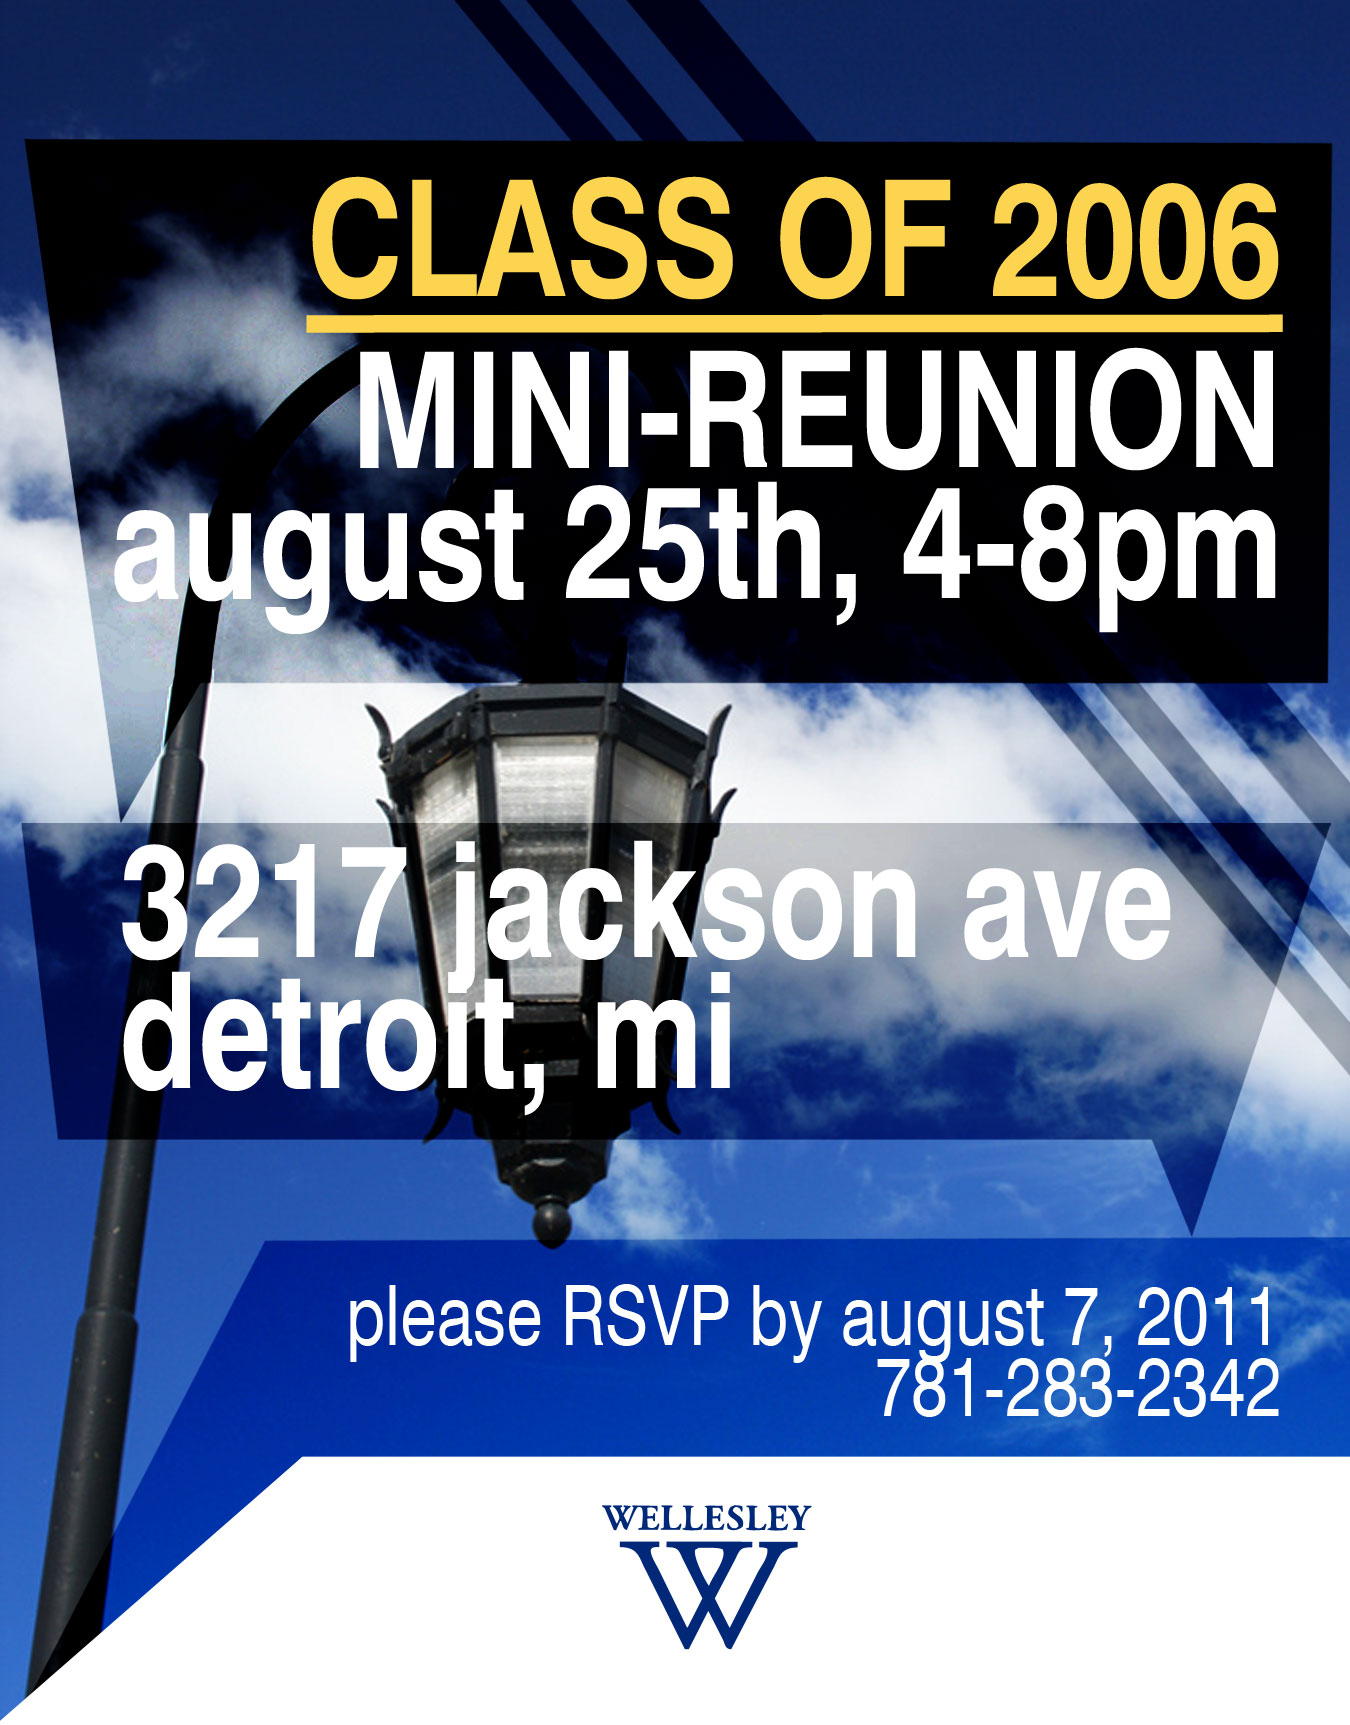 CLASS OF 2006
MINI-REUNION
august 25th, 4-8pm
3217 jackson ave
detroit, mi
please RSVP by august 7, 2011
781-283-2342
WELLESLEY
W